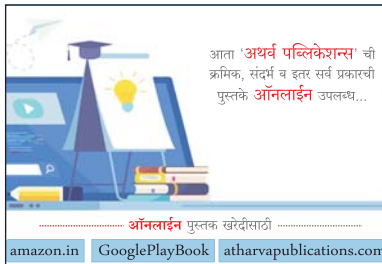 आता ‘अथर्व पब्लिकेशन्स’ ची
क्रमिक, संदर्भ व इतर सर्व प्रकारची
पुस्तके ऑनलाईन उपलब्ध...
ऑनलाईन पुस्तक खरेदीसाठी
amazon.in GooglePlayBook atharvapublications.com